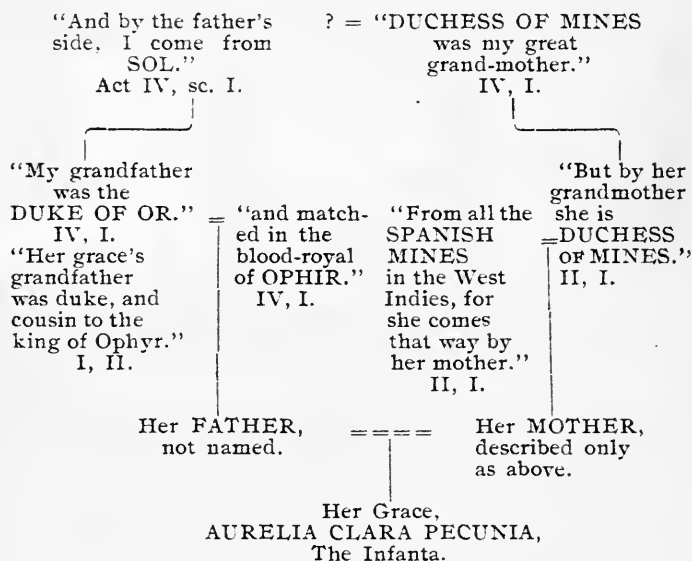 "And by the father's
side, I come from
SOL."
Act IV, sc. I.
? = "DUCHESS OF MINES
was my great
grand-mother."
IV, I.
"My grandfather
was the
DUKE OF OR."
IV, I.
"Her grace's
grandfather
was duke, and
cousin to the
king of Ophyr."
I, II.
=
"and match-
ed in the
blood-royal
of OPHIR."
IV, I.
"From all the
SPANISH
MINES
in the West
Indies, for
she comes
that way by
her mother."
II, I.
=
"But by her
grandmother
she is
DUCHESS
OF MINES."
II, I.
Her FATHER,
not named.
= = = =
Her MOTHER,
described only
as above.
Her Grace,
AURELIA CLARA PECUNIA,
The Infanta.